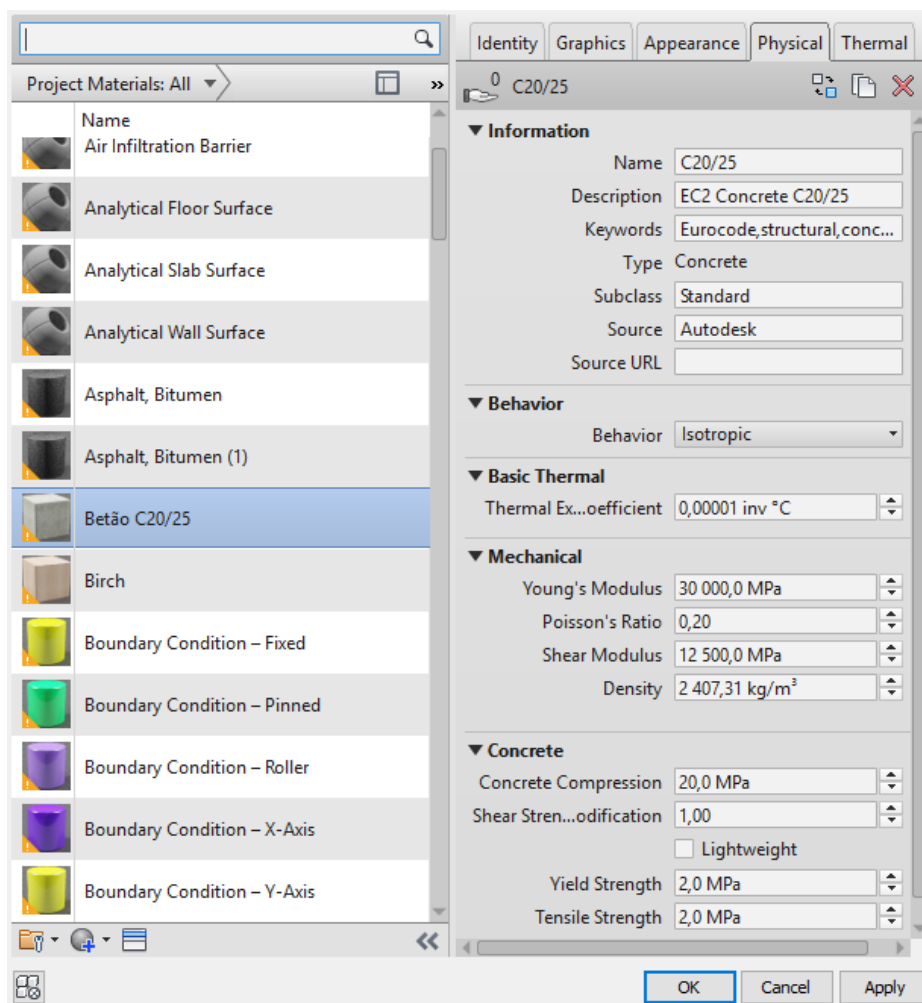 Project Materials: All
»
Name
Air Infiltration Barrier
Analytical Floor Surface
Analytical Slab Surface
Analytical Wall Surface
Asphalt, Bitumen
Asphalt, Bitumen (1)
Betão C20/25
Birch
Boundary Condition – Fixed
Boundary Condition – Pinned
Boundary Condition – Roller
Boundary Condition – X-Axis
Boundary Condition – Y-Axis
Identity Graphics Appearance Physical Thermal
0
C20/25
Information
Name C20/25
Description EC2 Concrete C20/25
Keywords Eurocode,structural,conc...
Type Concrete
Subclass Standard
Source Autodesk
Source URL
Behavior
Behavior Isotropic
Basic Thermal
Thermal Ex...oefficient 0,00001 inv °C
Mechanical
Young's Modulus 30 000,0 MPa
Poisson's Ratio 0,20
Shear Modulus 12 500,0 MPa
Density 2 407,31 kg/m³
Concrete
Concrete Compression 20,0 MPa
Shear Stren...odification 1,00
Lightweight
Yield Strength 2,0 MPa
Tensile Strength 2,0 MPa
OK Cancel Apply